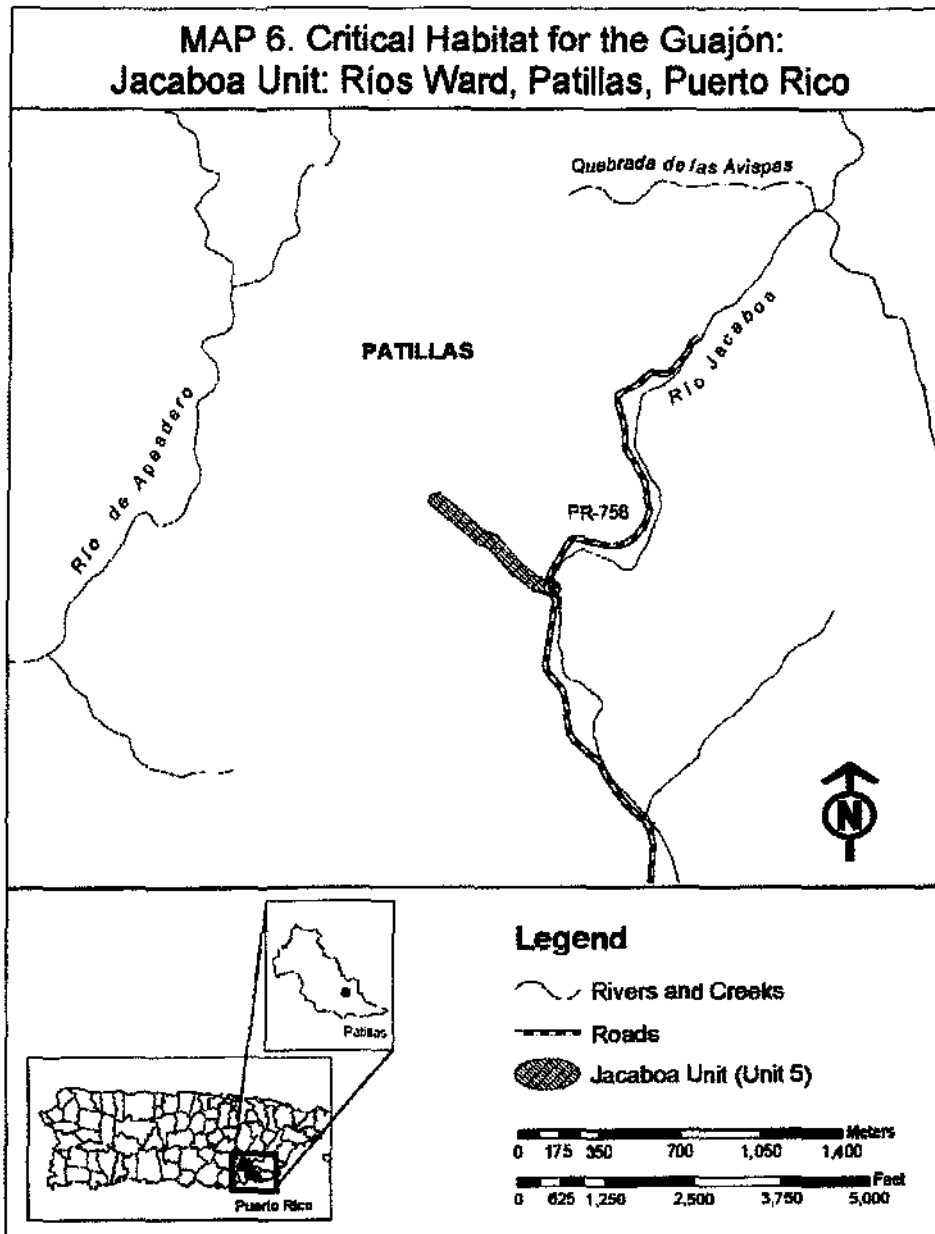 MAP 6. Critical Habitat for the Guajón:
Jacaboa Unit: Ríos Ward, Patillas, Puerto Rico
Quebrada de las Avispas
Río Jacaboa
PATILLAS
Río de Apeadero
PR-758
N
Patillas
Puerto Rico
Legend
Rivers and Creeks
Roads
Jacaboa Unit (Unit 5)
Meters
0 175 350 700 1,050 1,400
Feet
0 625 1,250 2,500 3,750 5,000